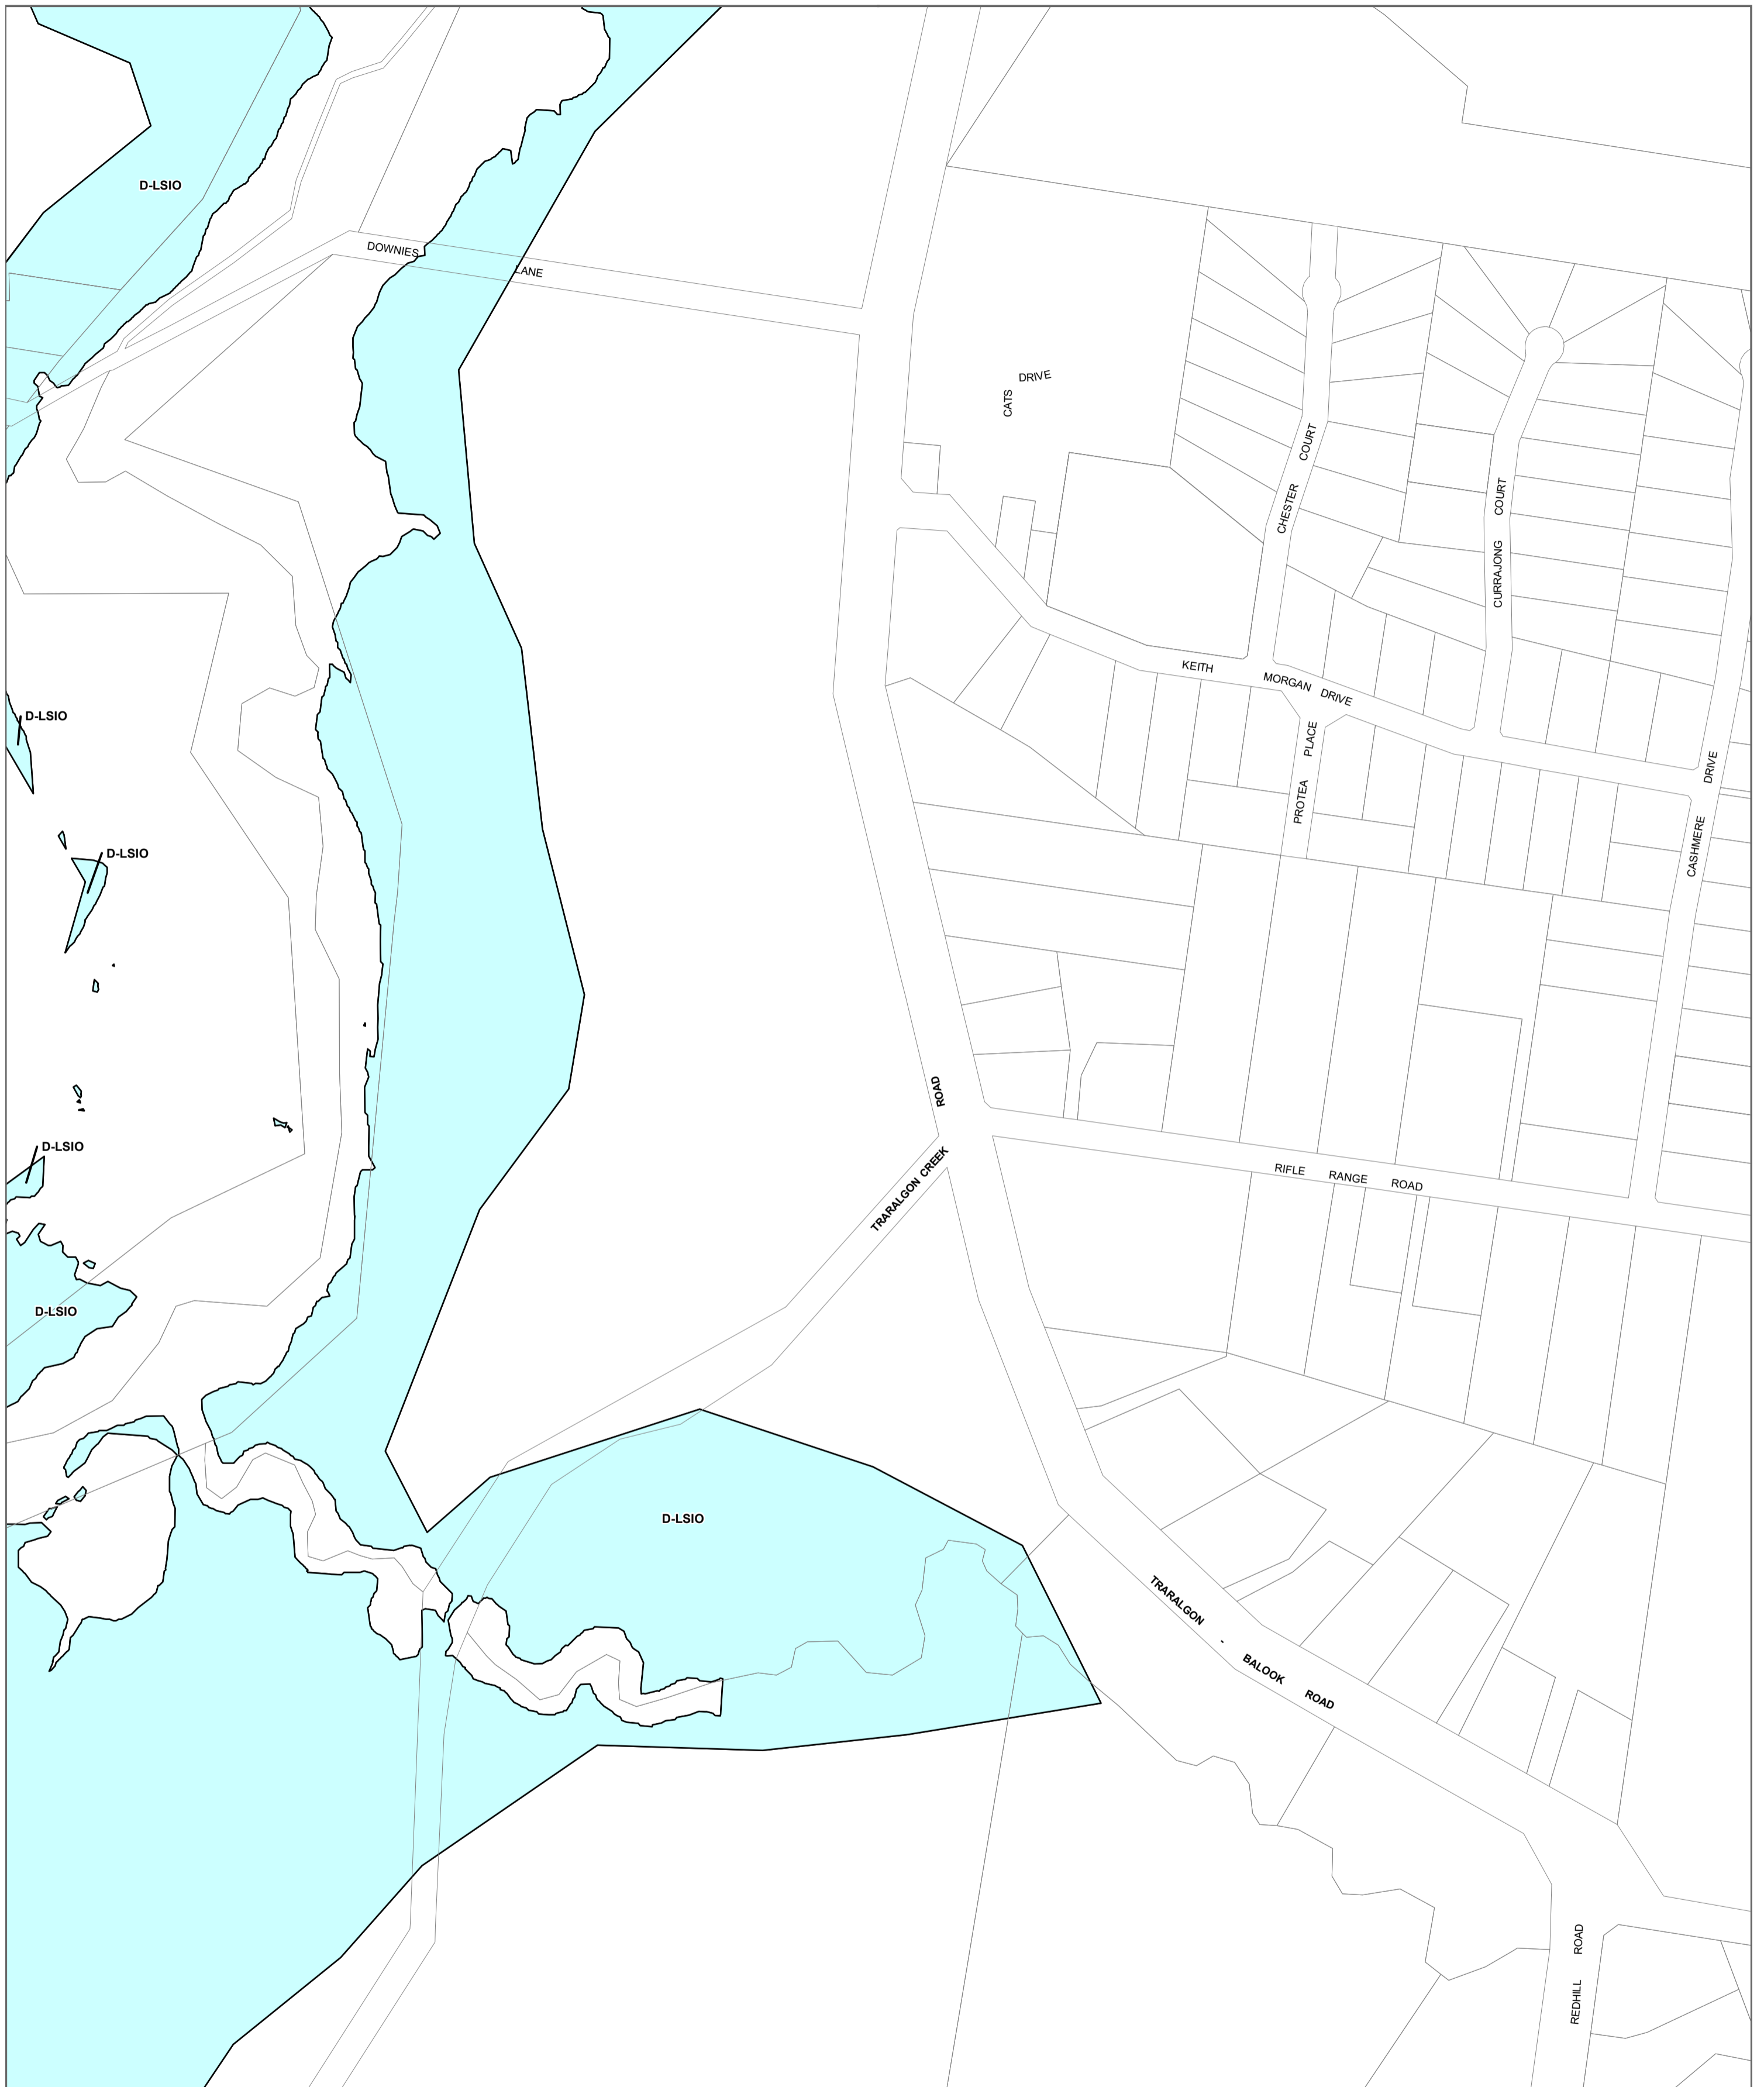 D-LSIO
DOWNIES
LANE
CATS
DRIVE
CHESTER COURT
CURRAJONG COURT
KEITH MORGAN DRIVE
D-LSIO
PROTEA PLACE
CASHMERE DRIVE
D-LSIO
ROAD
TRARALGON CREEK
D-LSIO
RIFLE RANGE ROAD
D-LSIO
D-LSIO
TRARALGON - BALOOK ROAD
REDHILL ROAD